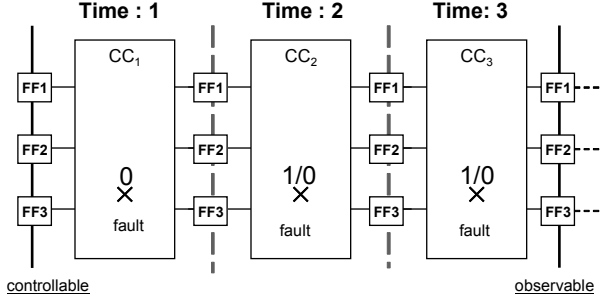 Time : 1 Time : 2 Time: 3
CC1 CC2 CC3
FF1 FF1 FF1 FF1
FF2 FF2 FF2 FF2
0 1/0 1/0
FF3 FF3 FF3 FF3
fault fault fault
controllable observable